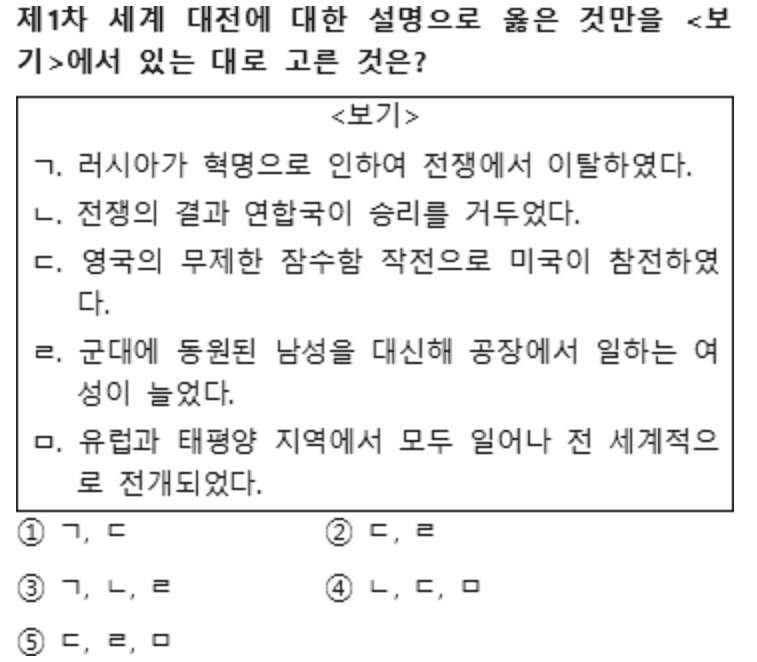 제1차 세계 대전에 대한 설명으로 옳은 것만을 <보
기>에서 있는 대로 고른 것은?
<보기>
ㄱ. 러시아가 혁명으로 인하여 전쟁에서 이탈하였다.
ㄴ. 전쟁의 결과 연합국이 승리를 거두었다.
ㄷ. 영국의 무제한 잠수함 작전으로 미국이 참전하였
다.
ㄹ. 군대에 동원된 남성을 대신해 공장에서 일하는 여
성이 늘었다.
ㅁ. 유럽과 태평양 지역에서 모두 일어나 전 세계적으
로 전개되었다.
① ㄱ, ㄷ ② ㄷ, ㄹ
③ ㄱ, ㄴ, ㄹ ④ ㄴ, ㄷ, ㅁ
⑤ ㄷ, ㄹ, ㅁ